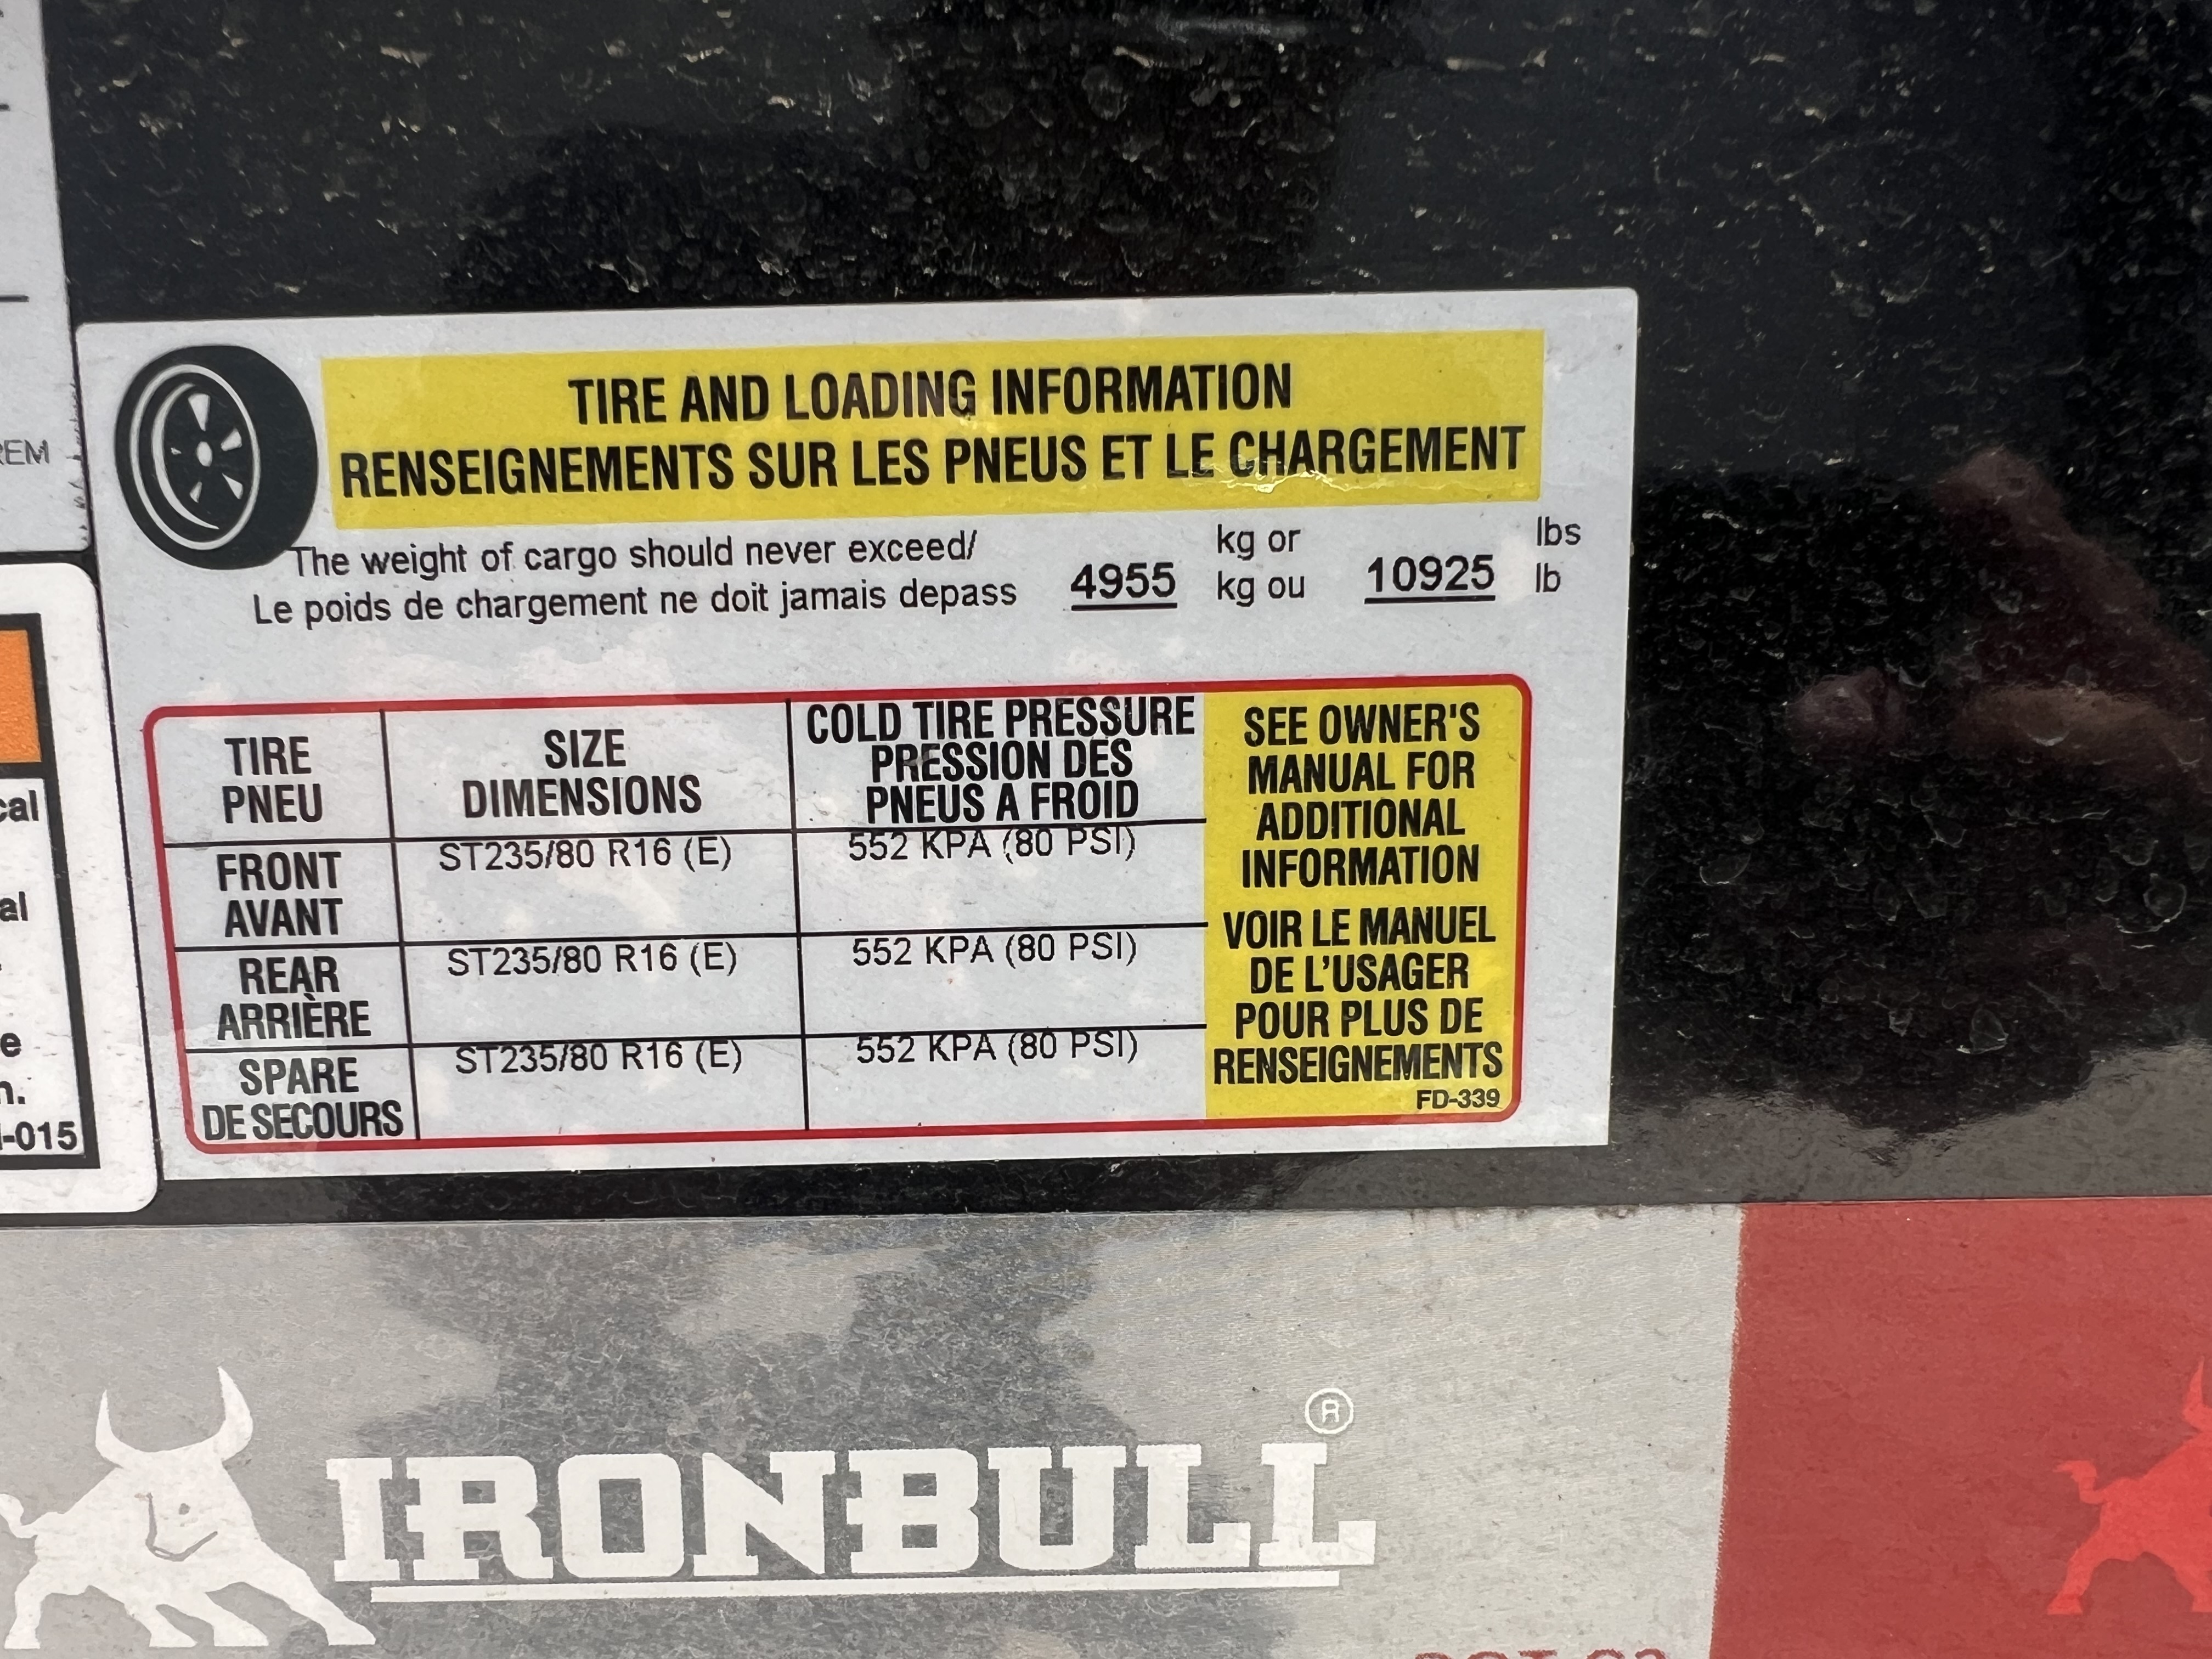 TIRE AND LOADING INFORMATION
RENSEIGNEMENTS SUR LES PNEUS ET LE CHARGEMENT
The weight of cargo should never exceed/
Le poids de chargement ne doit jamais depass
4955
kg or
kg ou
10925
lbs
lb
TIRE
PNEU
SIZE
DIMENSIONS
COLD TIRE PRESSURE
PRESSION DES
PNEUS A FROID
FRONT
AVANT
ST235/80 R16 (E)
552 KPA (80 PSI)
REAR
ARRIÈRE
ST235/80 R16 (E)
552 KPA (80 PSI)
SPARE
DE SECOURS
ST235/80 R16 (E)
552 KPA (80 PSI)
SEE OWNER'S
MANUAL FOR
ADDITIONAL
INFORMATION
VOIR LE MANUEL
DE L'USAGER
POUR PLUS DE
RENSEIGNEMENTS
FD-339
-015
IRONBULL®